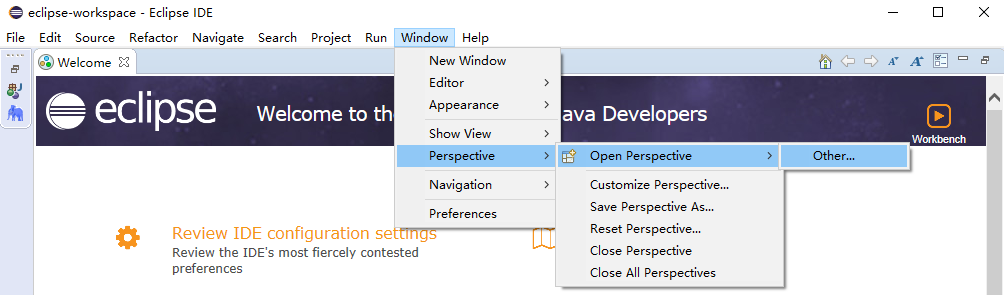 eclipse-workspace - Eclipse IDE
File Edit Source Refactor Navigate Search Project Run Window Help
Welcome
New Window
Editor
Appearance
Show View
Perspective
Navigation
Preferences
Open Perspective
Customize Perspective...
Save Perspective As...
Reset Perspective...
Close Perspective
Close All Perspectives
Other...
eclipse
Welcome to the
ava Developers
Workbench
Review IDE configuration settings
Review the IDE's most fiercely contested
preferences